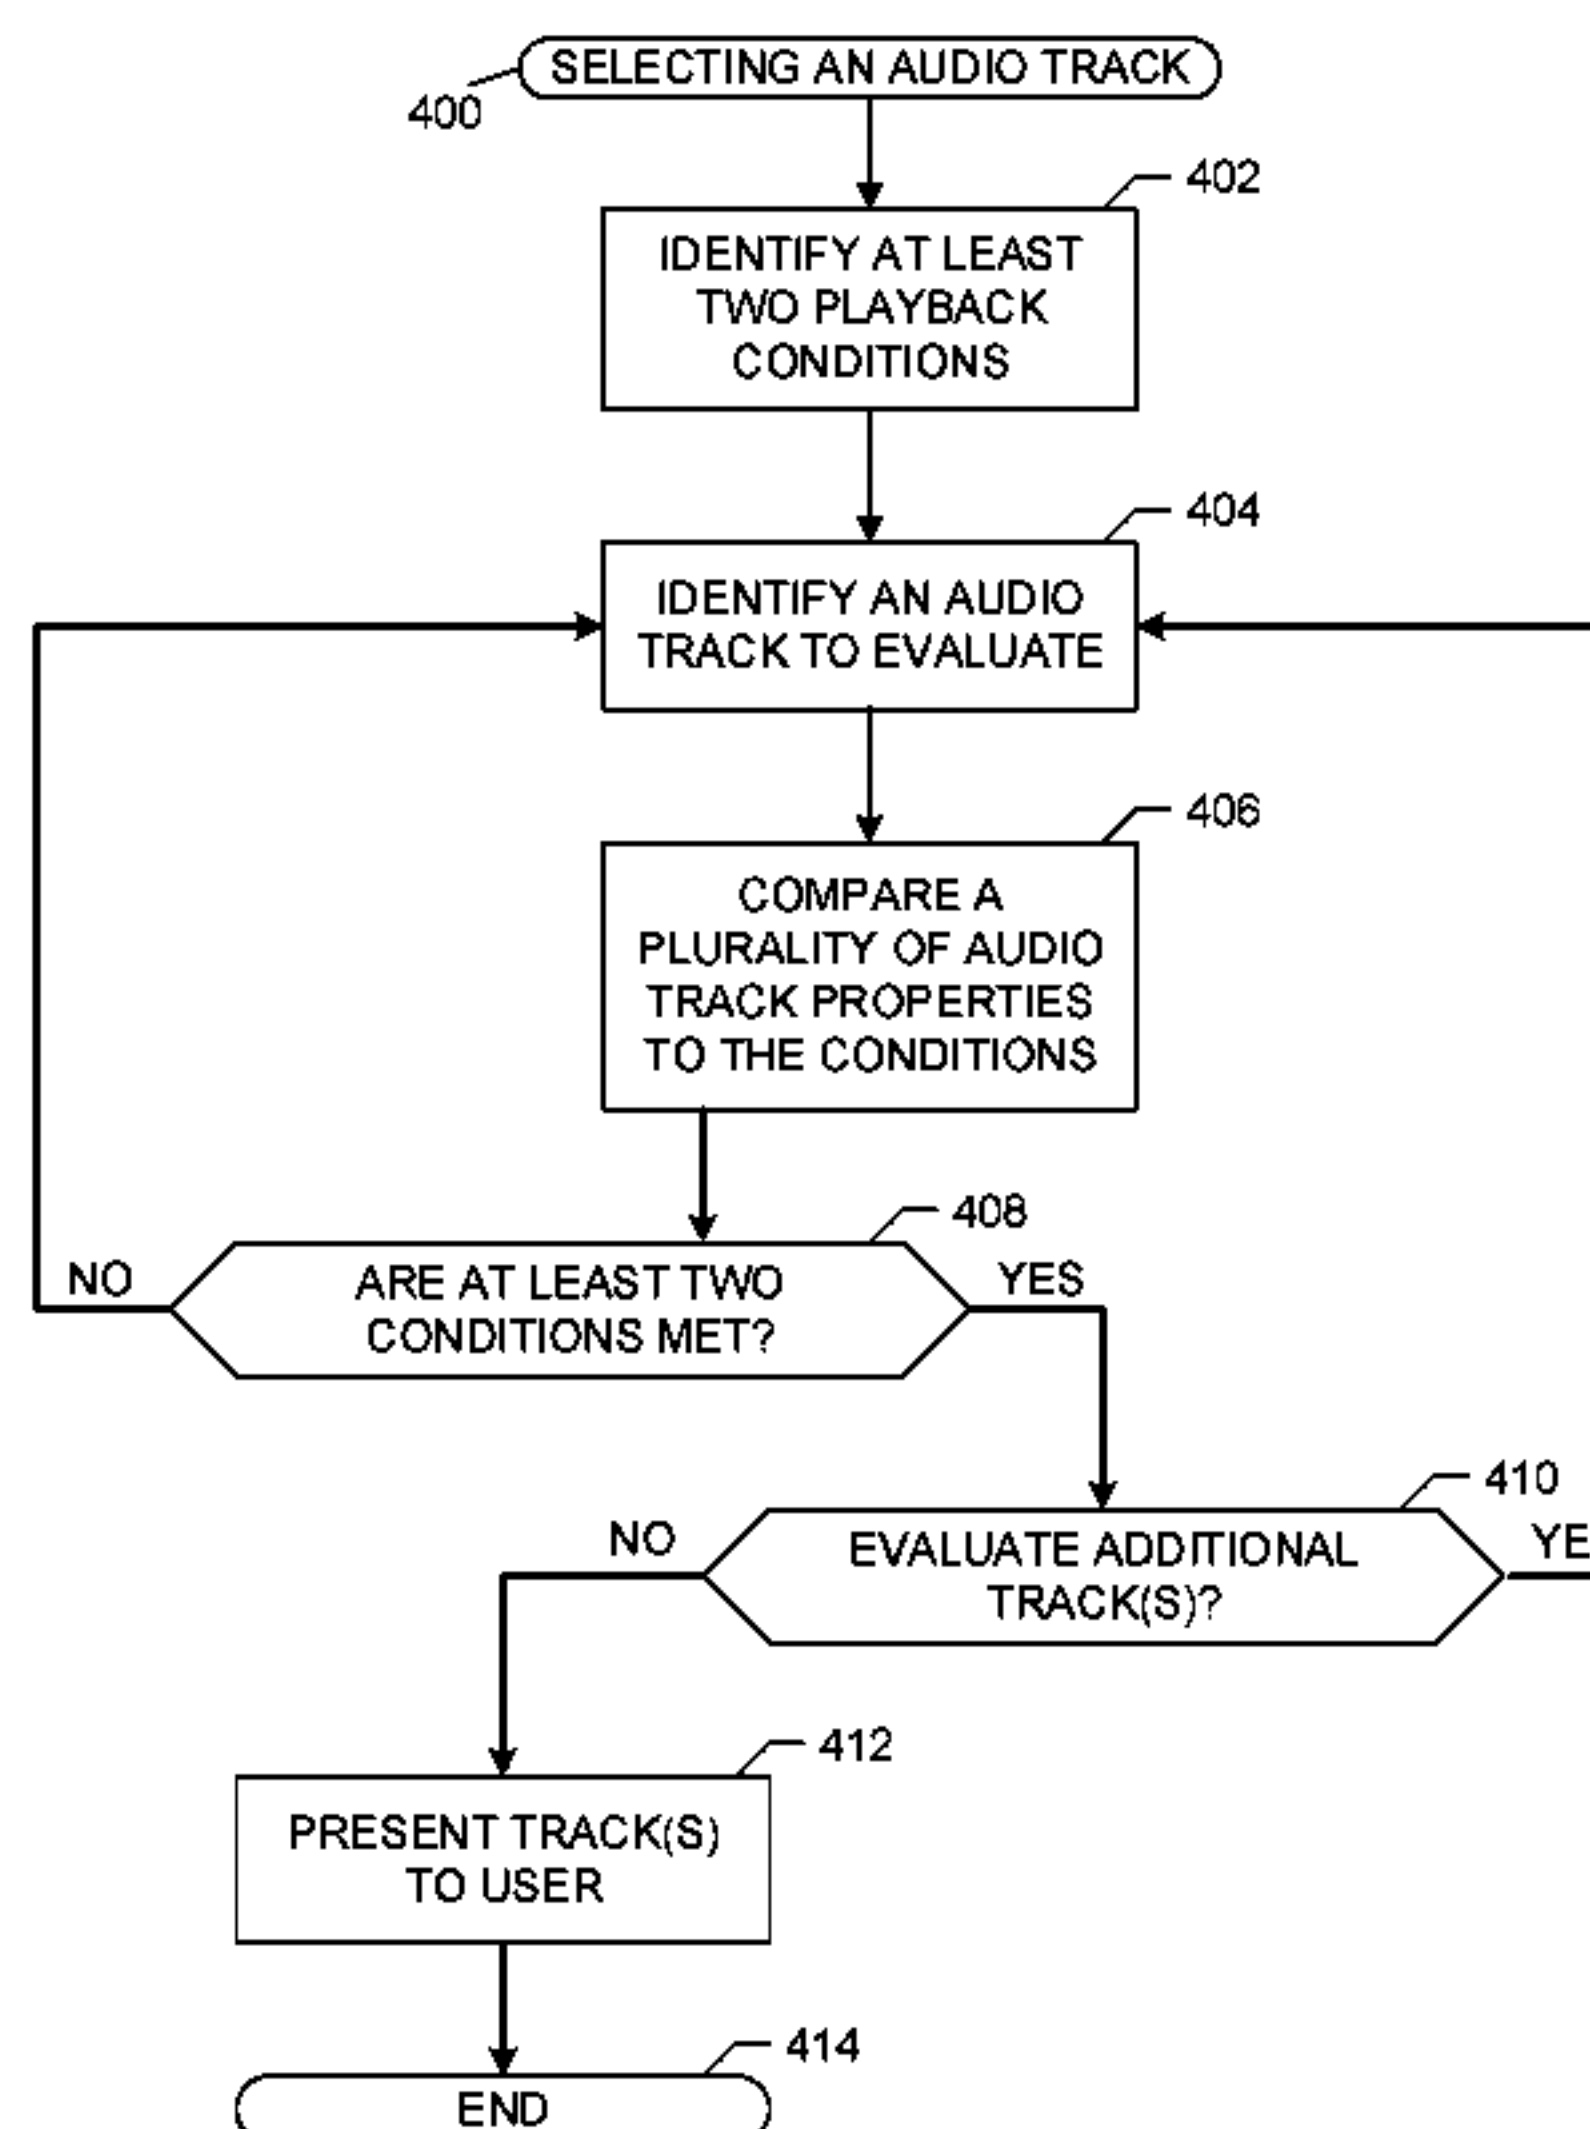 SELECTING AN AUDIO TRACK
400
402
IDENTIFY AT LEAST
TWO PLAYBACK
CONDITIONS
404
IDENTIFY AN AUDIO
TRACK TO EVALUATE
406
COMPARE A
PLURALITY OF AUDIO
TRACK PROPERTIES
TO THE CONDITIONS
408
NO
ARE AT LEAST TWO
CONDITIONS MET?
YES
410
NO
EVALUATE ADDITIONAL
TRACK(S)?
YE
412
PRESENT TRACK(S)
TO USER
414
END